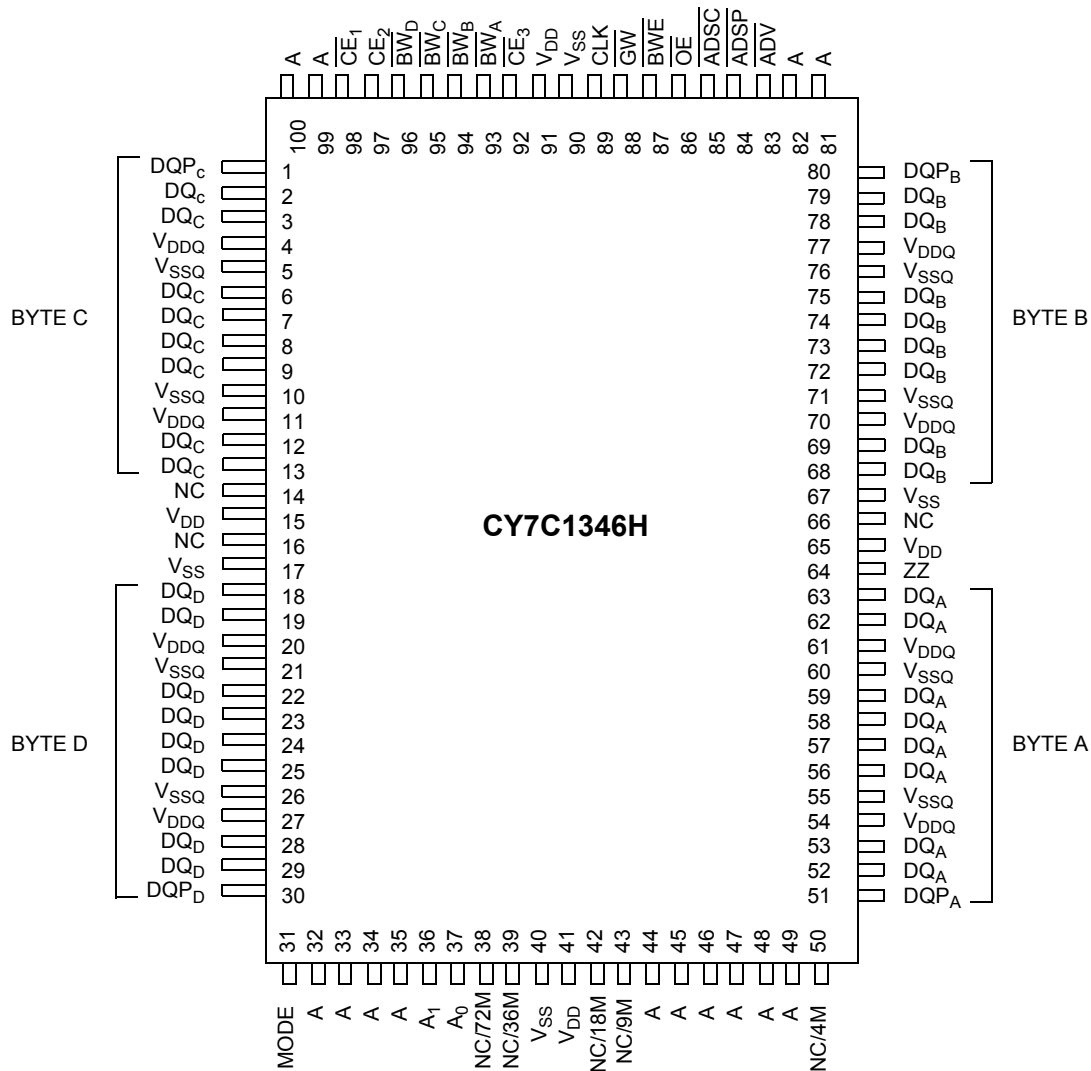 A A CE1 CE2 BWD BWC BWB BWA CE3 VDD VSS CLK GW BWE OE ADSC ADSP ADV A A
100 99 98 97 96 95 94 93 92 91 90 89 88 87 86 85 84 83 82 81
DQPc 1 80 DQPB
DQc 2 79 DQB
DQC 3 78 DQB
VDDQ 4 77 VDDQ
VSSQ 5 76 VSSQ
DQC 6 75 DQB
BYTE C DQC 7 74 DQB BYTE B
DQC 8 73 DQB
DQC 9 72 DQB
VSSQ 10 71 VSSQ
VDDQ 11 70 VDDQ
DQC 12 69 DQB
DQC 13 68 DQB
NC 14 67 VSS
VDD 15 CY7C1346H 66 NC
NC 16 65 VDD
VSS 17 64 ZZ
DQD 18 63 DQA
DQD 19 62 DQA
VDDQ 20 61 VDDQ
VSSQ 21 60 VSSQ
DQD 22 59 DQA
DQD 23 58 DQA
BYTE D DQD 24 57 DQA BYTE A
DQD 25 56 DQA
VSSQ 26 55 VSSQ
VDDQ 27 54 VDDQ
DQD 28 53 DQA
DQD 29 52 DQA
DQPD 30 51 DQPA
31 32 33 34 35 36 37 38 39 40 41 42 43 44 45 46 47 48 49 50
MODE A A A A A1 A0 NC/72M NC/36M VSS VDD NC/18M NC/9M A A A A A A NC/4M